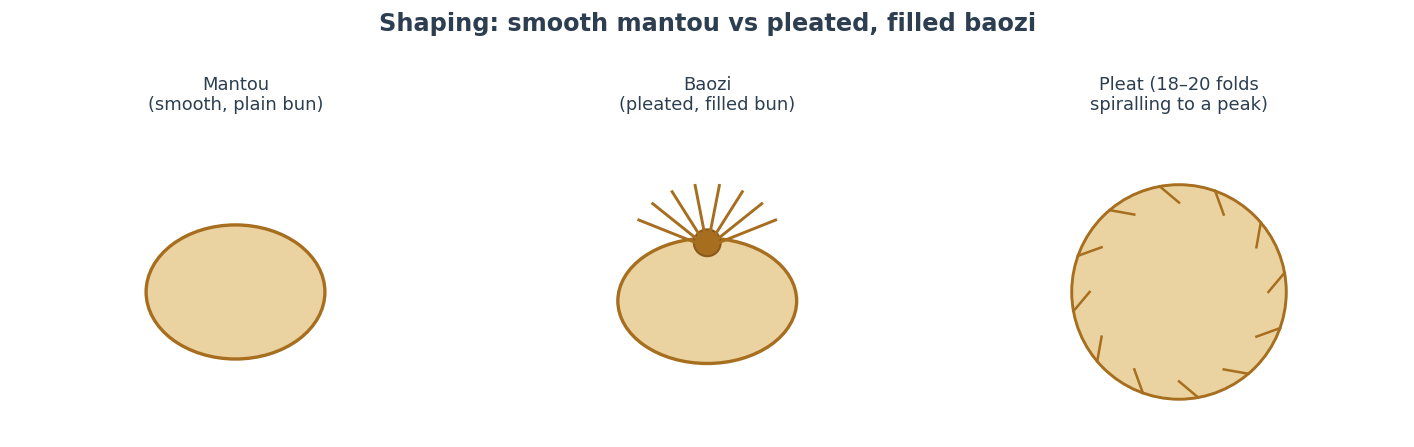 Shaping: smooth mantou vs pleated, filled baozi
Mantou
(smooth, plain bun)
Baozi
(pleated, filled bun)
Pleat (18–20 folds
spiralling to a peak)